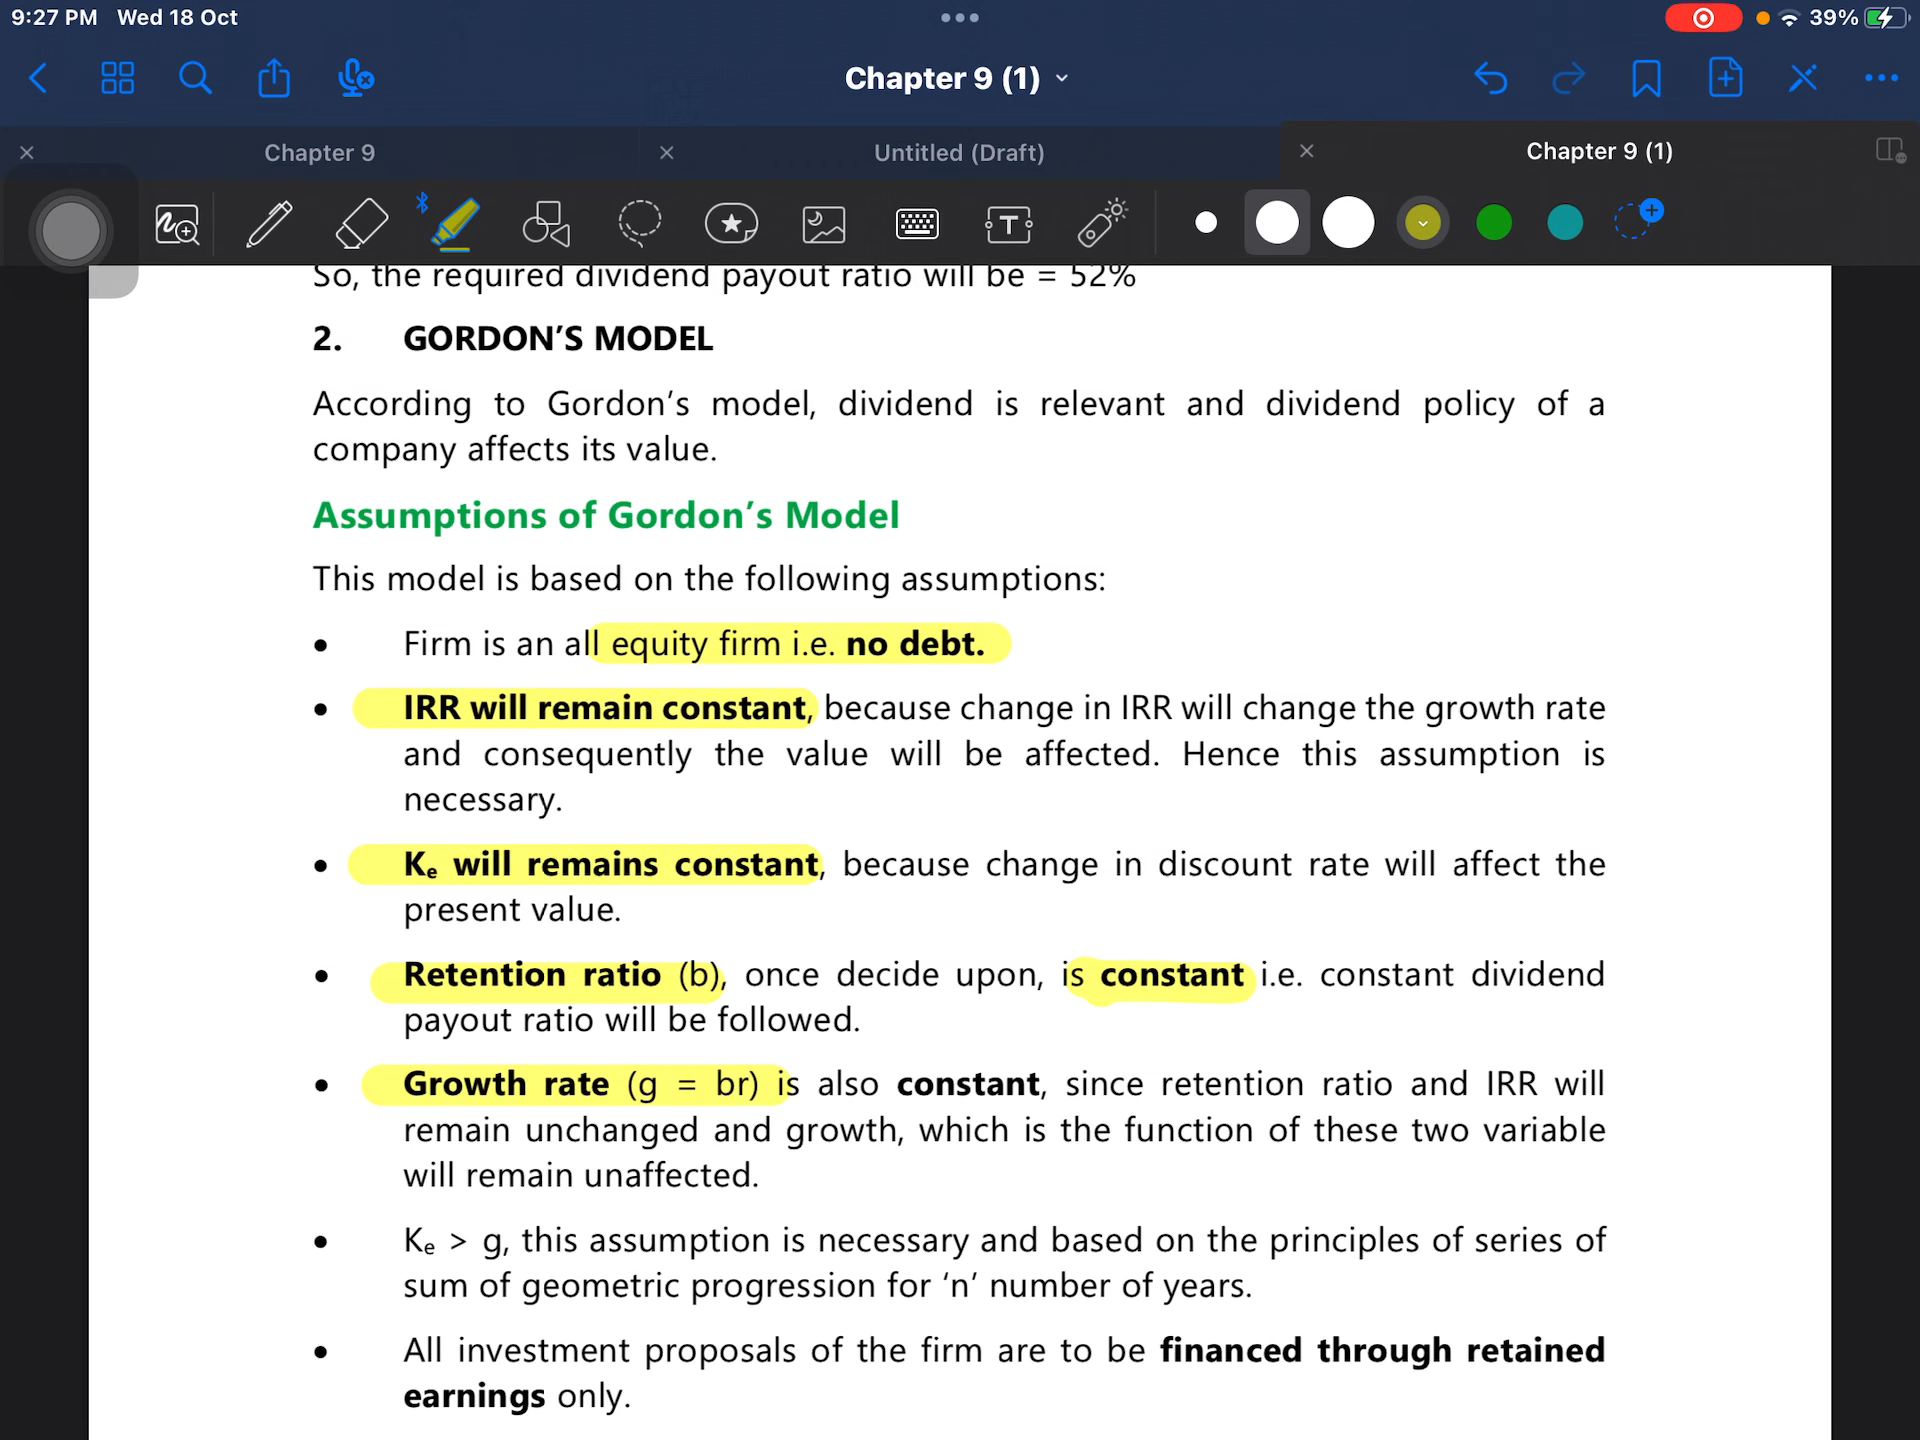 9:27 PM Wed 18 Oct
39%
Chapter 9 (1)
Chapter 9
Untitled (Draft)
Chapter 9 (1)
T
So, the required dividend payout ratio will be = 52%
2. GORDON’S MODEL
According to Gordon’s model, dividend is relevant and dividend policy of a
company affects its value.
Assumptions of Gordon’s Model
This model is based on the following assumptions:
• Firm is an all equity firm i.e. no debt.
• IRR will remain constant, because change in IRR will change the growth rate
and consequently the value will be affected. Hence this assumption is
necessary.
• Kₑ will remains constant, because change in discount rate will affect the
present value.
• Retention ratio (b), once decide upon, is constant i.e. constant dividend
payout ratio will be followed.
• Growth rate (g = br) is also constant, since retention ratio and IRR will
remain unchanged and growth, which is the function of these two variable
will remain unaffected.
• Kₑ > g, this assumption is necessary and based on the principles of series of
sum of geometric progression for ‘n’ number of years.
• All investment proposals of the firm are to be financed through retained
earnings only.